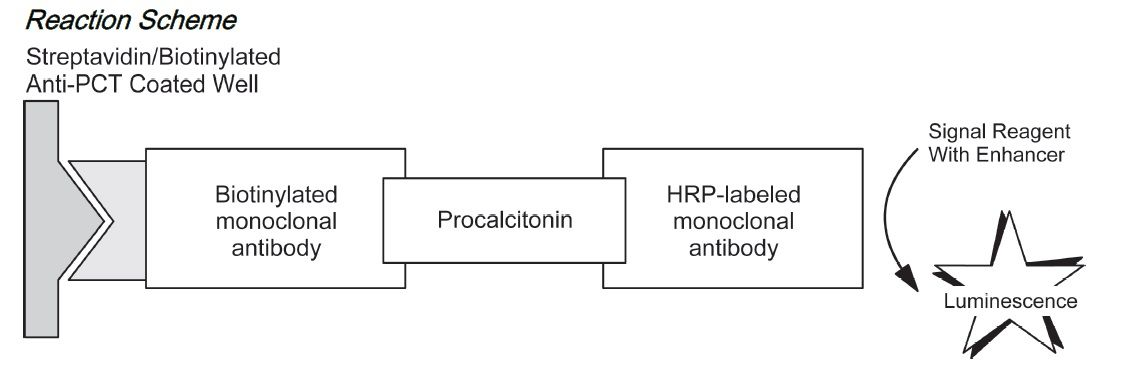 Reaction Scheme
Streptavidin/Biotinylated
Anti-PCT Coated Well
Signal Reagent
With Enhancer
Biotinylated
monoclonal
antibody
Procalcitonin
HRP-labeled
monoclonal
antibody
Luminescence